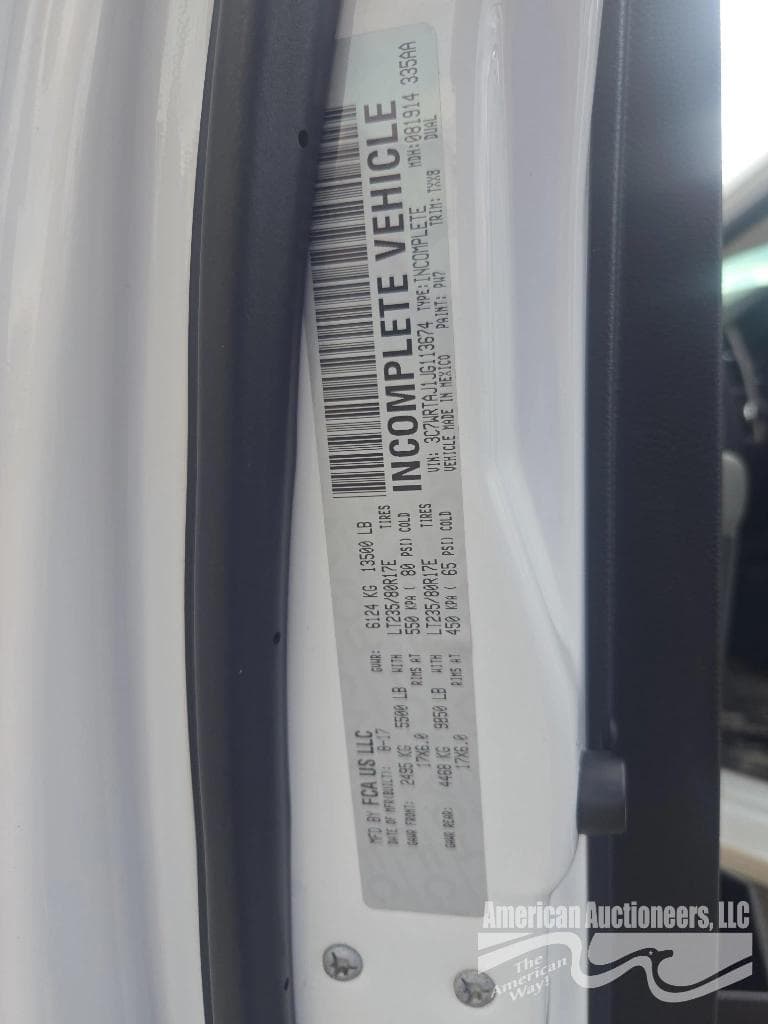 MFD BY FCA US LLC
DATE OF MFR(BUILT): 8-17 GVWR: 6124 KG 13500 LB
GAWR FRONT: 2495 KG 5500 LB WITH LT235/80R17E TIRES
17X6.0 RIMS AT 550 KPA ( 80 PSI) COLD
GAWR REAR: 4468 KG 9850 LB WITH LT235/80R17E TIRES
17X6.0 RIMS AT 450 KPA ( 65 PSI) COLD
INCOMPLETE VEHICLE
MDH:081914 335AA
VIN: 3C7WRTAJ1JG113674 TYPE:INCOMPLETE DUAL
VEHICLE MADE IN MEXICO PAINT: PW7 TRIM: TXX8
American Auctioneers, LLC
The
American
Way!